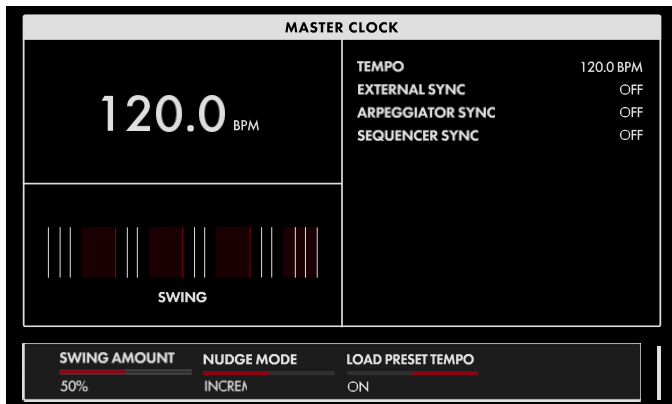 MASTER CLOCK
120.0 BPM
TEMPO 120.0 BPM
EXTERNAL SYNC OFF
ARPEGGIATOR SYNC OFF
SEQUENCER SYNC OFF
SWING
SWING AMOUNT NUDGE MODE LOAD PRESET TEMPO
50% INCREM ON